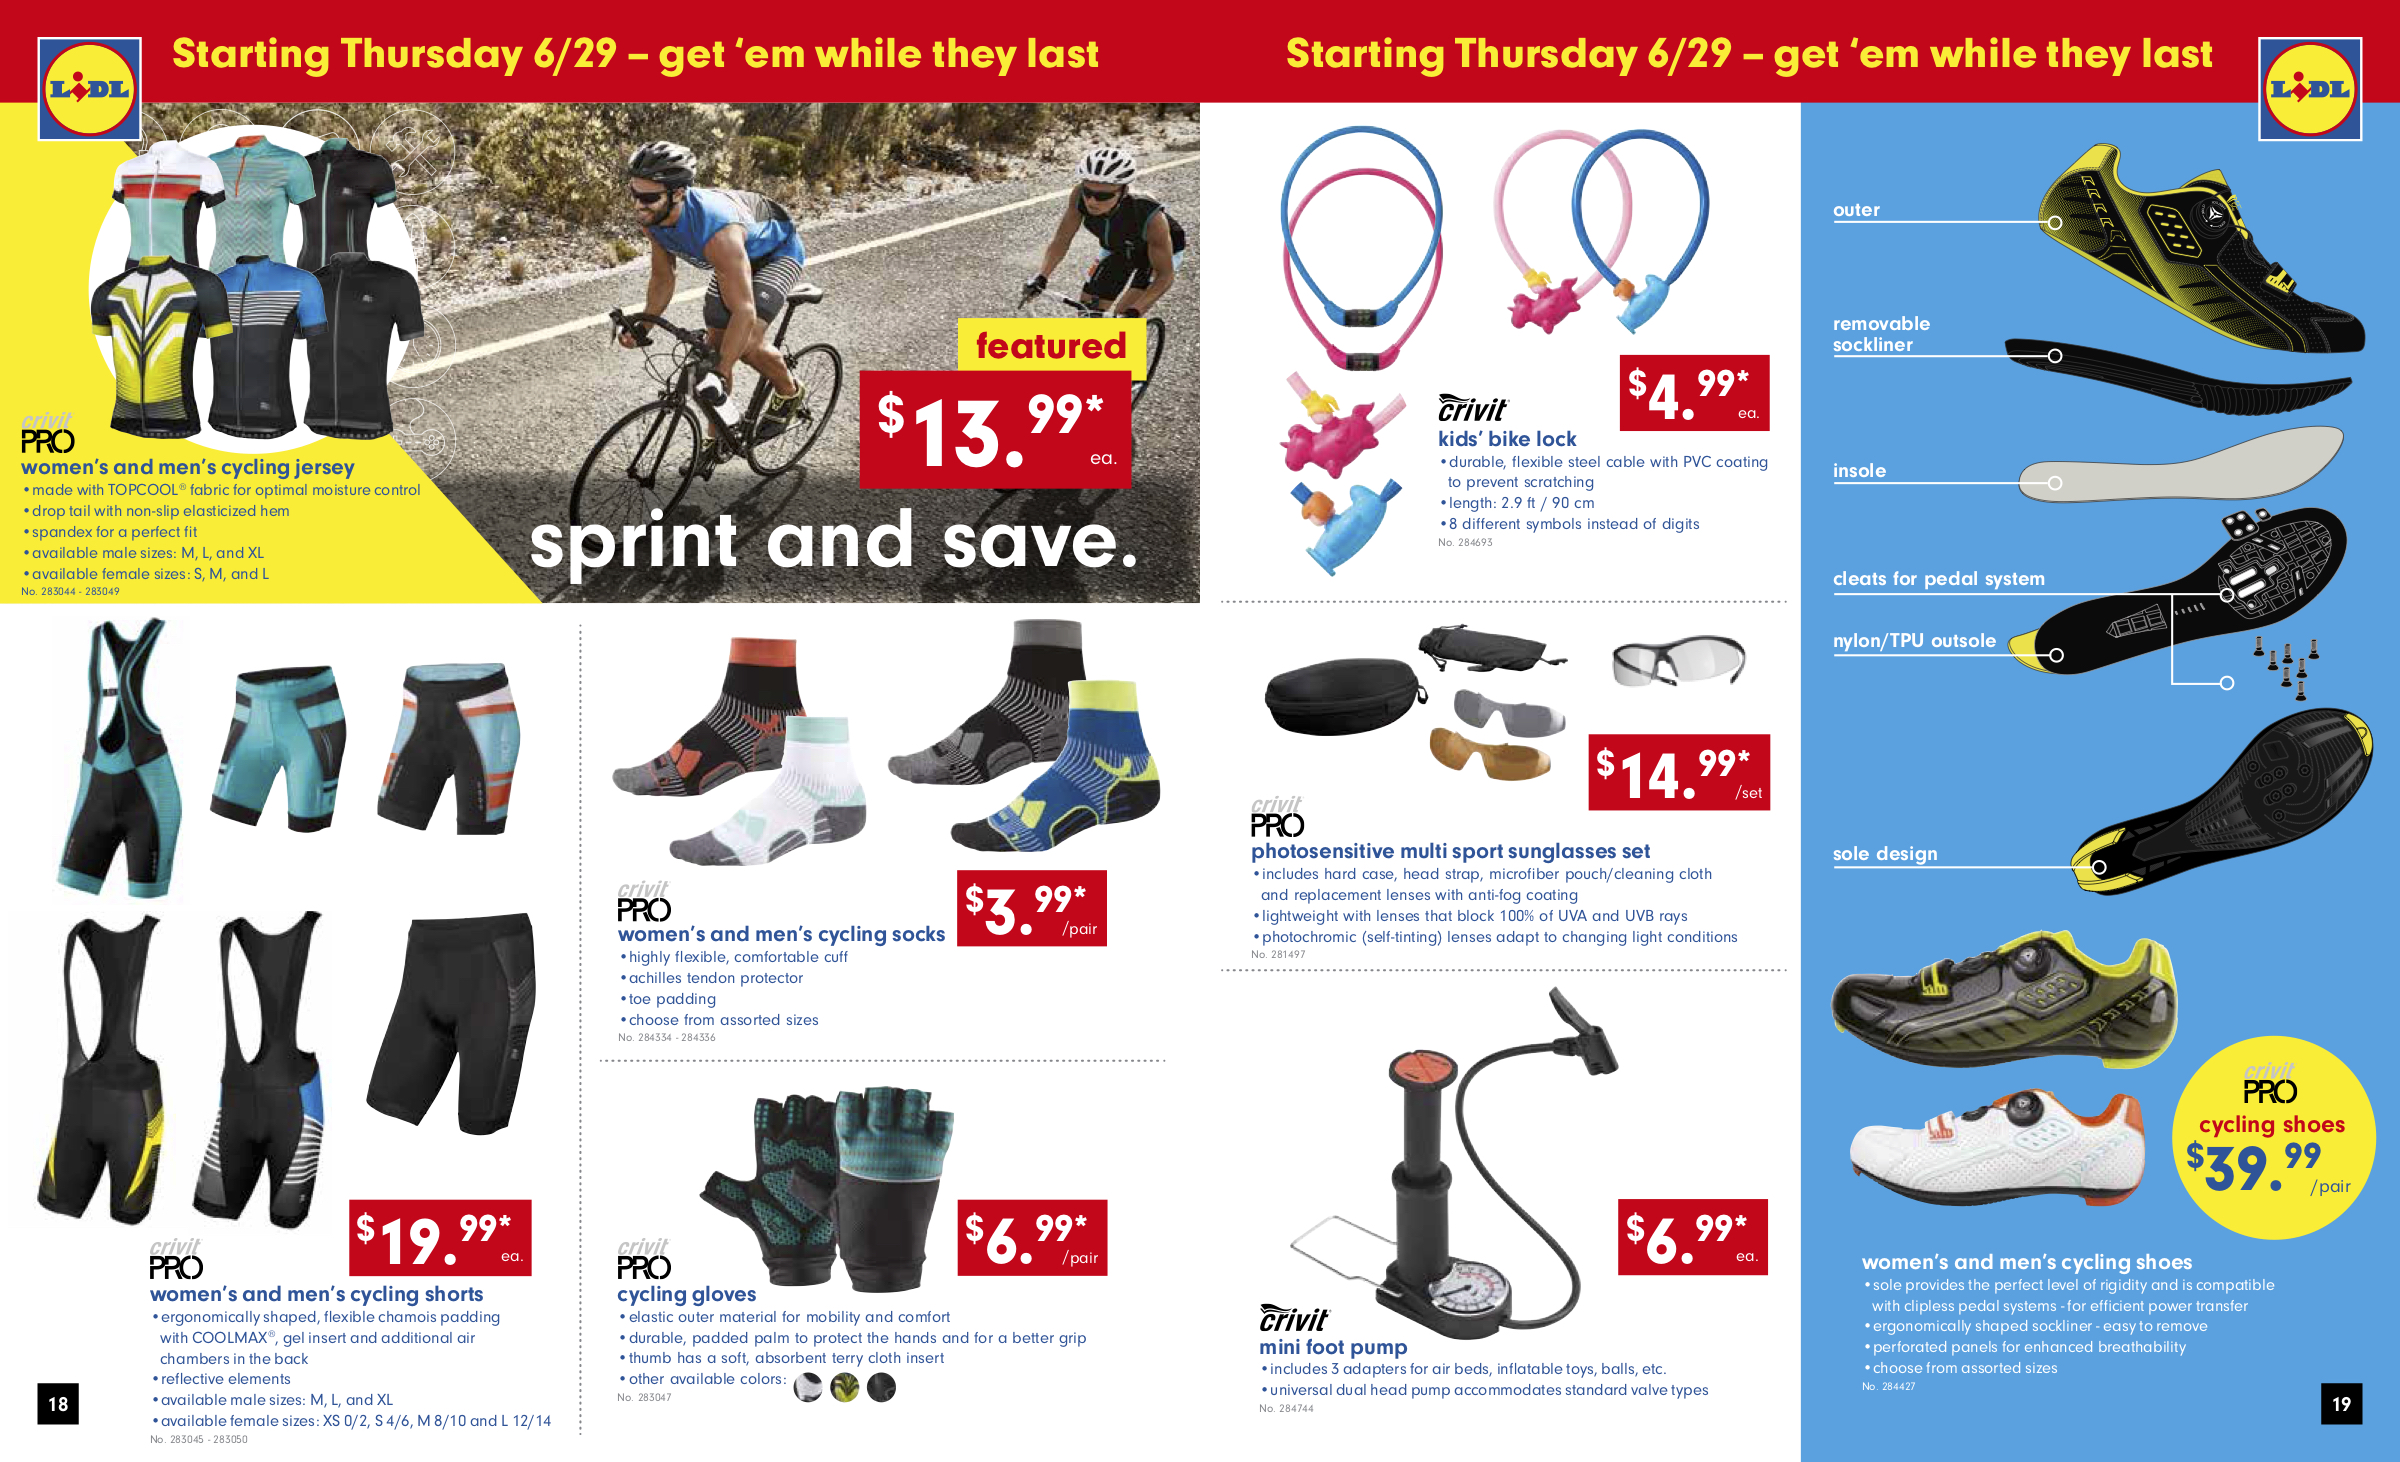 Starting Thursday 6/29 – get ‘em while they last
LIDL
featured
$13.99*
ea.
sprint and save.
crivit
PRO
women’s and men’s cycling jersey
•made with TOPCOOL® fabric for optimal moisture control
•drop tail with non-slip elasticized hem
•spandex for a perfect fit
•available male sizes: M, L, and XL
•available female sizes: S, M, and L
No. 283044 - 283049
$19.99*
ea.
crivit
PRO
women’s and men’s cycling shorts
•ergonomically shaped, flexible chamois padding
with COOLMAX®, gel insert and additional air
chambers in the back
•reflective elements
•available male sizes: M, L, and XL
•available female sizes: XS 0/2, S 4/6, M 8/10 and L 12/14
No. 283045 - 283050
18
$3.99*
/pair
crivit
PRO
women’s and men’s cycling socks
•highly flexible, comfortable cuff
•achilles tendon protector
•toe padding
•choose from assorted sizes
No. 284334 - 284336
$6.99*
/pair
crivit
PRO
cycling gloves
•elastic outer material for mobility and comfort
•durable, padded palm to protect the hands and for a better grip
•thumb has a soft, absorbent terry cloth insert
•other available colors:
No. 283047
Starting Thursday 6/29 – get ‘em while they last
LIDL
$4.99*
ea.
crivit
kids’ bike lock
•durable, flexible steel cable with PVC coating
to prevent scratching
•length: 2.9 ft / 90 cm
•8 different symbols instead of digits
No. 284693
$14.99*
/set
crivit
PRO
photosensitive multi sport sunglasses set
•includes hard case, head strap, microfiber pouch/cleaning cloth
and replacement lenses with anti-fog coating
•lightweight with lenses that block 100% of UVA and UVB rays
•photochromic (self-tinting) lenses adapt to changing light conditions
No. 281497
$6.99*
ea.
crivit
mini foot pump
•includes 3 adapters for air beds, inflatable toys, balls, etc.
•universal dual head pump accommodates standard valve types
No. 284744
outer
removable
sockliner
insole
cleats for pedal system
nylon/TPU outsole
sole design
crivit
PRO
cycling shoes
$39.99
/pair
women’s and men’s cycling shoes
•sole provides the perfect level of rigidity and is compatible
with clipless pedal systems - for efficient power transfer
•ergonomically shaped sockliner - easy to remove
•perforated panels for enhanced breathability
•choose from assorted sizes
No. 284427
19